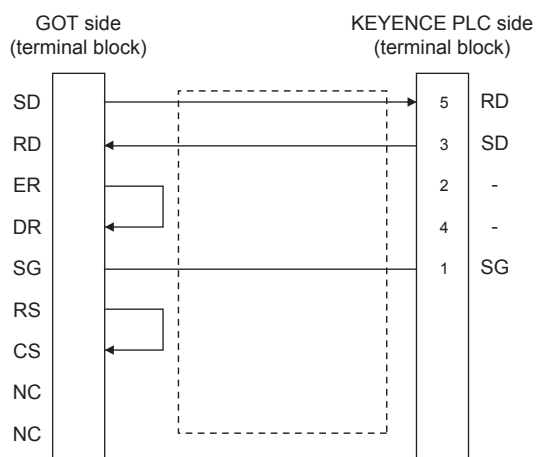 GOT side
(terminal block)
KEYENCE PLC side
(terminal block)
SD 5 RD
RD 3 SD
ER 2 -
DR 4 -
SG 1 SG
RS
CS
NC
NC